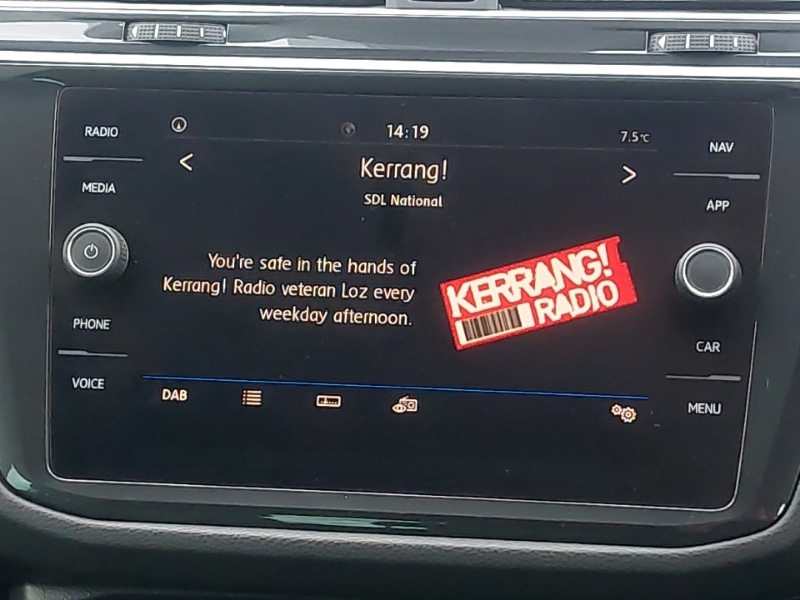 RADIO
14:19
7.5°C
NAV
< Kerrang! >
MEDIA
SDL National
APP
You're safe in the hands of
Kerrang! Radio veteran Loz every
weekday afternoon.
KERRANG!
RADIO
PHONE
CAR
VOICE
DAB
MENU